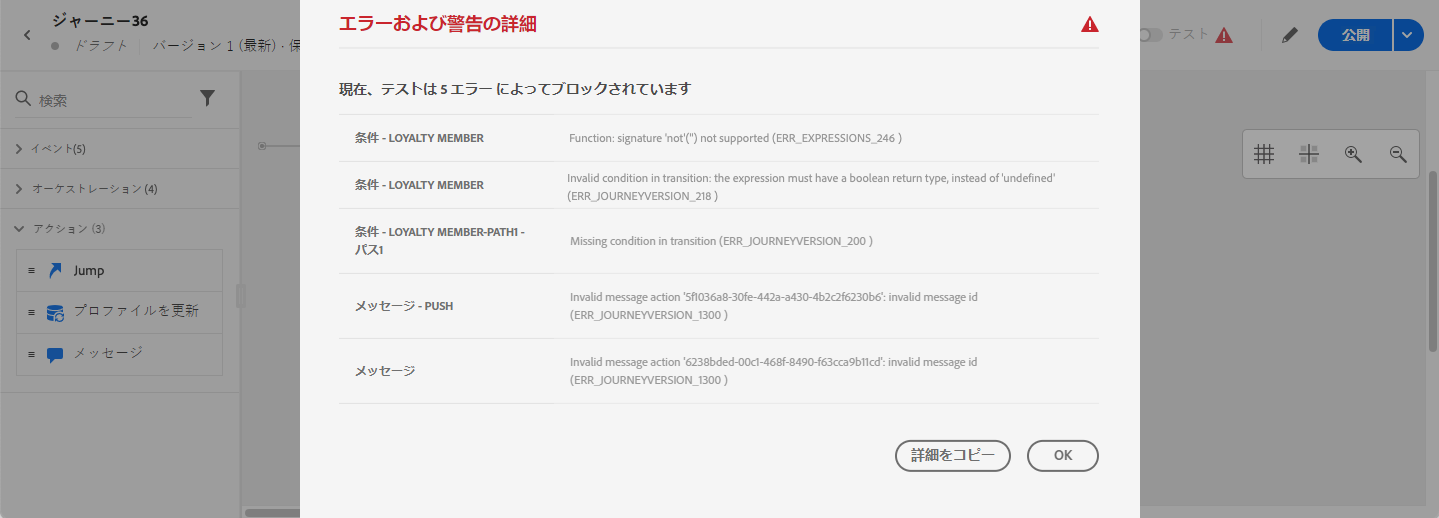 ジャーニー36
ドラフト バージョン 1 (最新) · 保
テスト
公開
検索
イベント(5)
オーケストレーション (4)
アクション (3)
Jump
プロファイルを更新
メッセージ
エラーおよび警告の詳細
現在、テストは 5 エラー によってブロックされています
条件 - LOYALTY MEMBER
Function: signature 'not'('') not supported (ERR_EXPRESSIONS_246 )
条件 - LOYALTY MEMBER
Invalid condition in transition: the expression must have a boolean return type, instead of 'undefined'
(ERR_JOURNEYVERSION_218 )
条件 - LOYALTY MEMBER-PATH1 -
パス1
Missing condition in transition (ERR_JOURNEYVERSION_200 )
メッセージ - PUSH
Invalid message action '5f1036a8-30fe-442a-a430-4b2c2f6230b6': invalid message id
(ERR_JOURNEYVERSION_1300 )
メッセージ
Invalid message action '6238bded-00c1-468f-8490-f63cca9b11cd': invalid message id
(ERR_JOURNEYVERSION_1300 )
詳細をコピー
OK